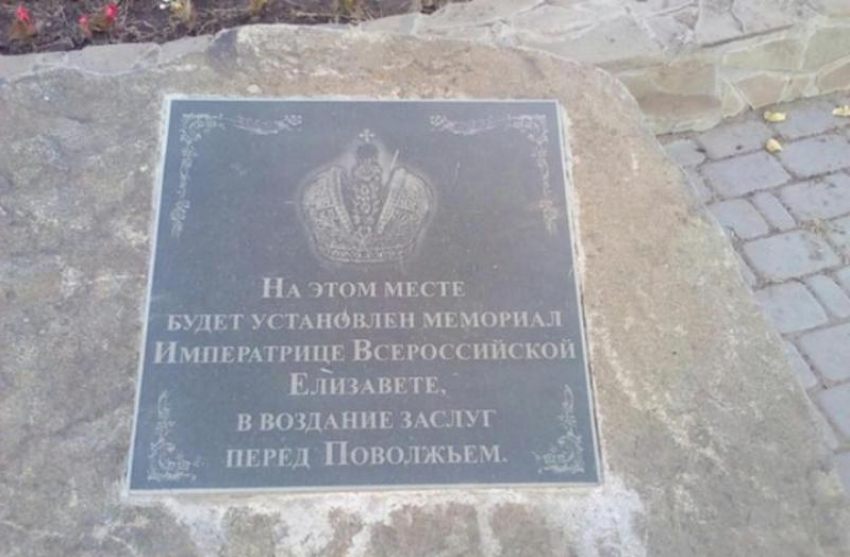 На этом месте
будет установлен мемориал
Императрице Всероссийской
Елизавете,
в воздание заслуг
перед Поволжьем.